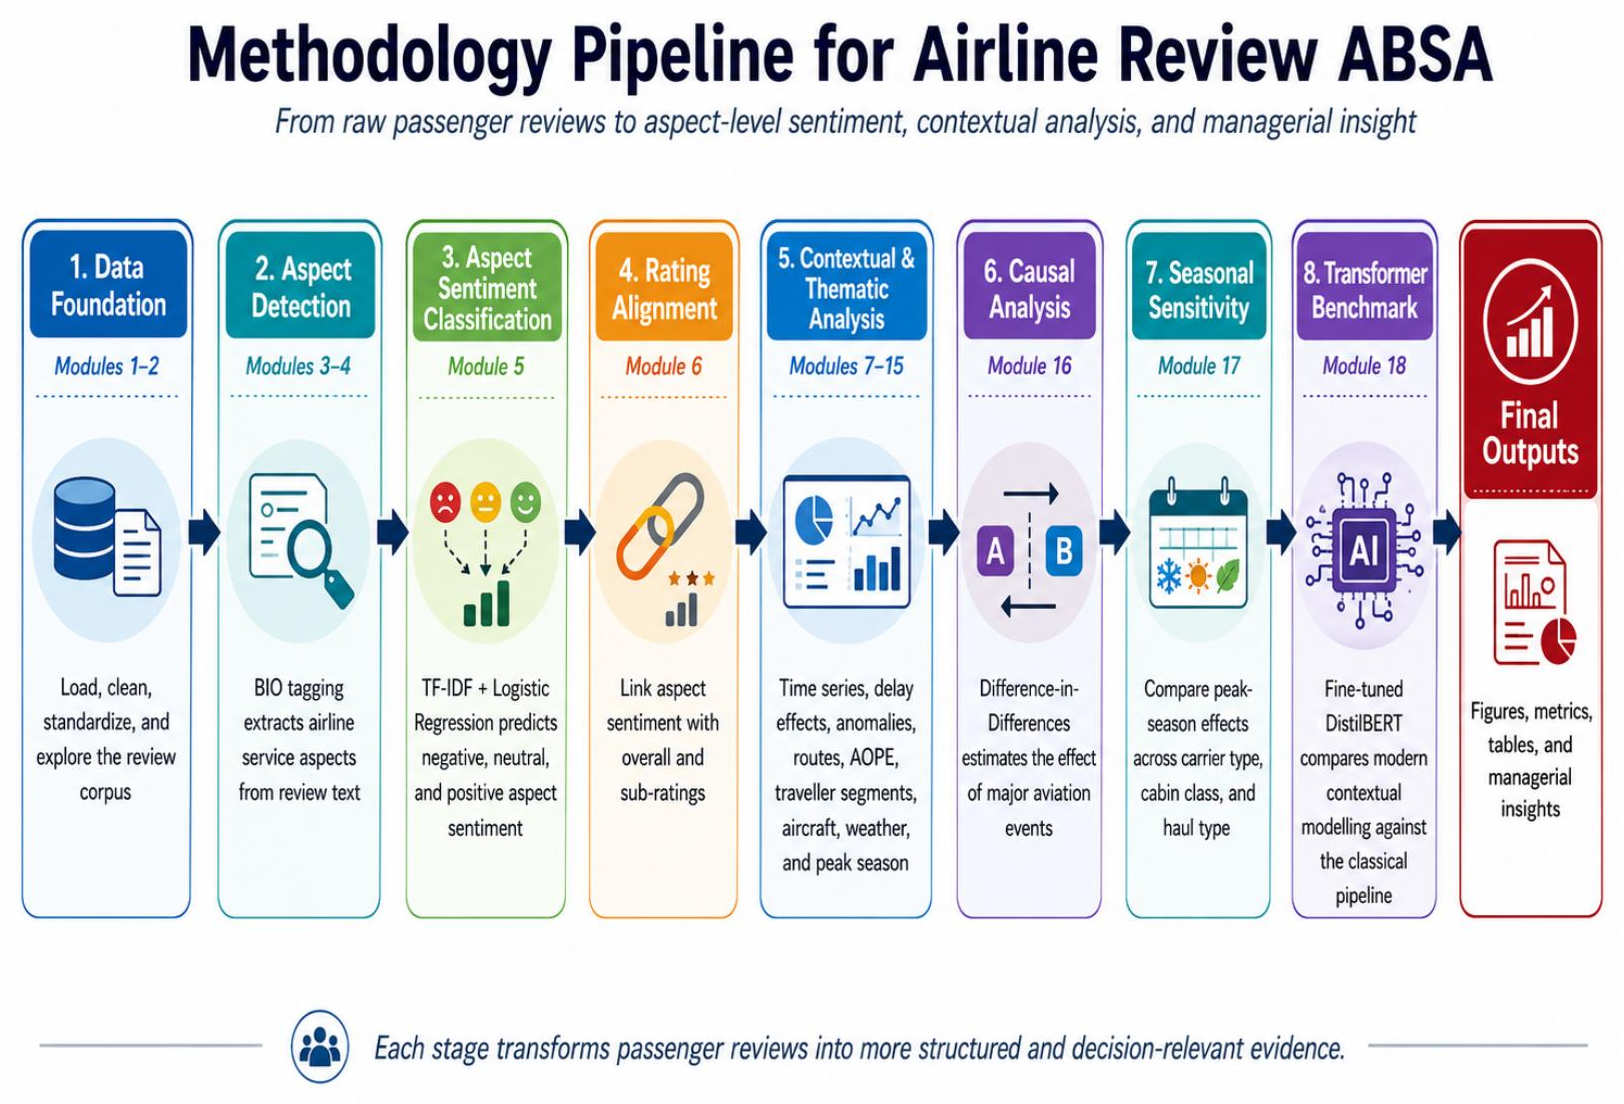 Methodology Pipeline for Airline Review ABSA
From raw passenger reviews to aspect-level sentiment, contextual analysis, and managerial insight
1. Data
Foundation
Modules 1–2
Load, clean,
standardize, and
explore the review
corpus
2. Aspect
Detection
Modules 3–4
BIO tagging
extracts airline
service aspects
from review text
3. Aspect
Sentiment
Classification
Module 5
TF-IDF + Logistic
Regression predicts
negative, neutral,
and positive aspect
sentiment
4. Rating
Alignment
Module 6
Link aspect
sentiment with
overall and
sub-ratings
5. Contextual &
Thematic
Analysis
Modules 7–15
Time series, delay
effects, anomalies,
routes, AOPE,
traveller segments,
aircraft, weather,
and peak season
6. Causal
Analysis
Module 16
A
B
Difference-in-
Differences
estimates the effect
of major aviation
events
7. Seasonal
Sensitivity
Module 17
Compare peak-
season effects
across carrier type,
cabin class, and
haul type
8. Transformer
Benchmark
Module 18
AI
Fine-tuned
DistilBERT
compares modern
contextual
modelling against
the classical
pipeline
Final
Outputs
Figures, metrics,
tables, and
managerial
insights
Each stage transforms passenger reviews into more structured and decision-relevant evidence.